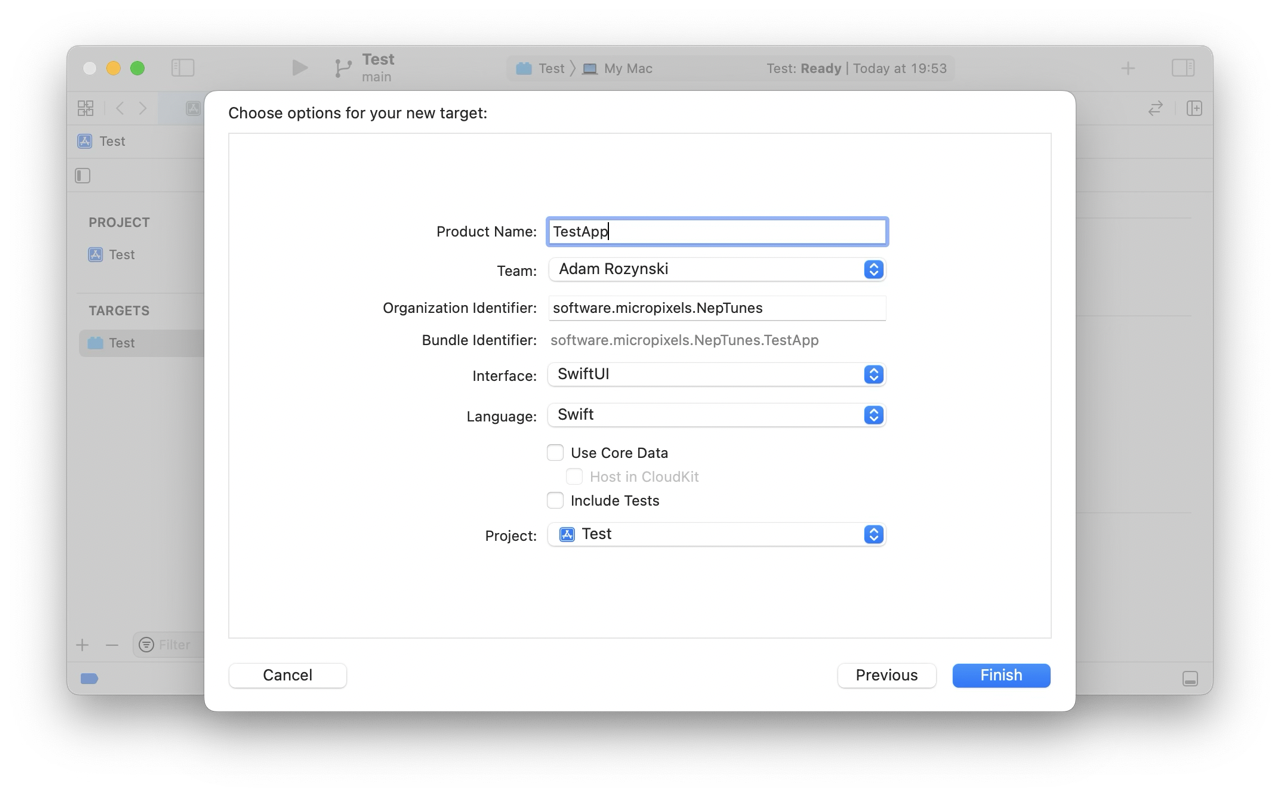 Test
main
Test
My Mac
Test: Ready | Today at 19:53
Choose options for your new target:
Test
PROJECT
Test
TARGETS
Test
Product Name: TestApp
Team: Adam Rozynski
Organization Identifier: software.micropixels.NepTunes
Bundle Identifier: software.micropixels.NepTunes.TestApp
Interface: SwiftUI
Language: Swift
Use Core Data
Host in CloudKit
Include Tests
Project: Test
Filter
Cancel
Previous
Finish